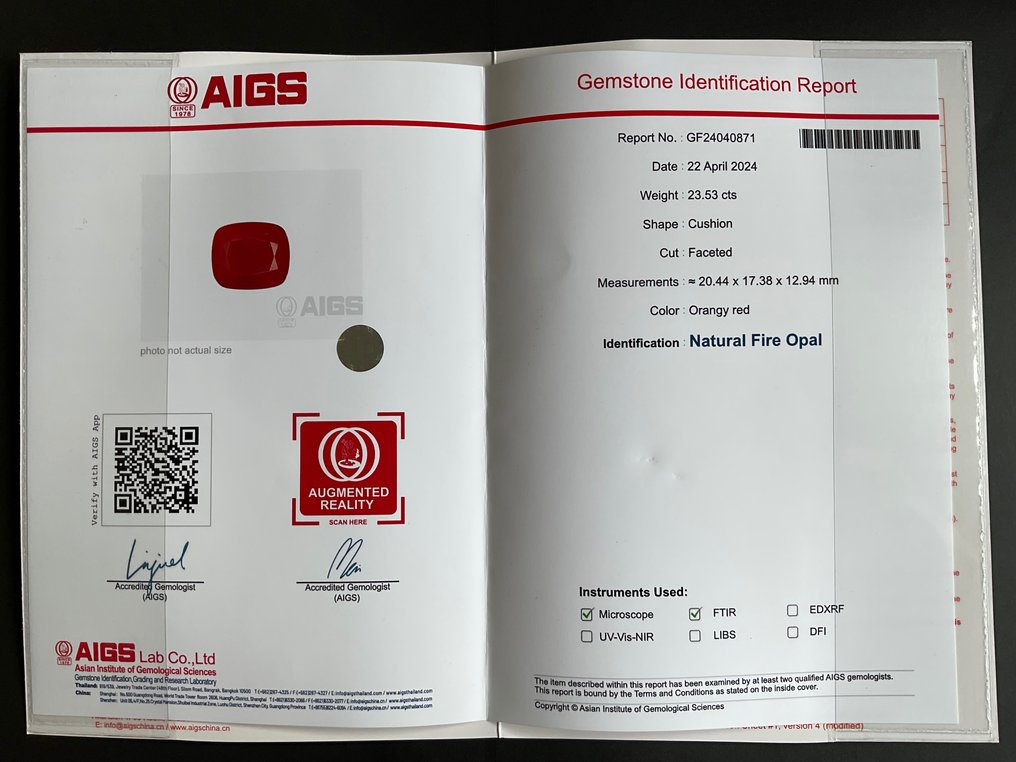 SINCE
1978
AIGS
AIGS
photo not actual size
Verify with AIGS App
AUGMENTED
REALITY
SCAN HERE
Accredited Gemologist
(AIGS)
Accredited Gemologist
(AIGS)
AIGS Lab Co.,Ltd
Asian Institute of Gemological Sciences
Gemstone Identification,Grading and Research Laboratory
E: info@aigschina.cn / www.aigschina.cn
Gemstone Identification Report
Report No. : GF24040871
Date : 22 April 2024
Weight : 23.53 cts
Shape : Cushion
Cut : Faceted
Measurements : ≈ 20.44 x 17.38 x 12.94 mm
Color : Orangy red
Identification : Natural Fire Opal
Instruments Used:
Microscope FTIR EDXRF
UV-Vis-NIR LIBS DFI
The item described within this report has been examined by at least two qualified AIGS gemologists.
This report is bound by the Terms and Conditions as stated on the inside cover.
Copyright © Asian Institute of Gemological Sciences
version 4 (modified)